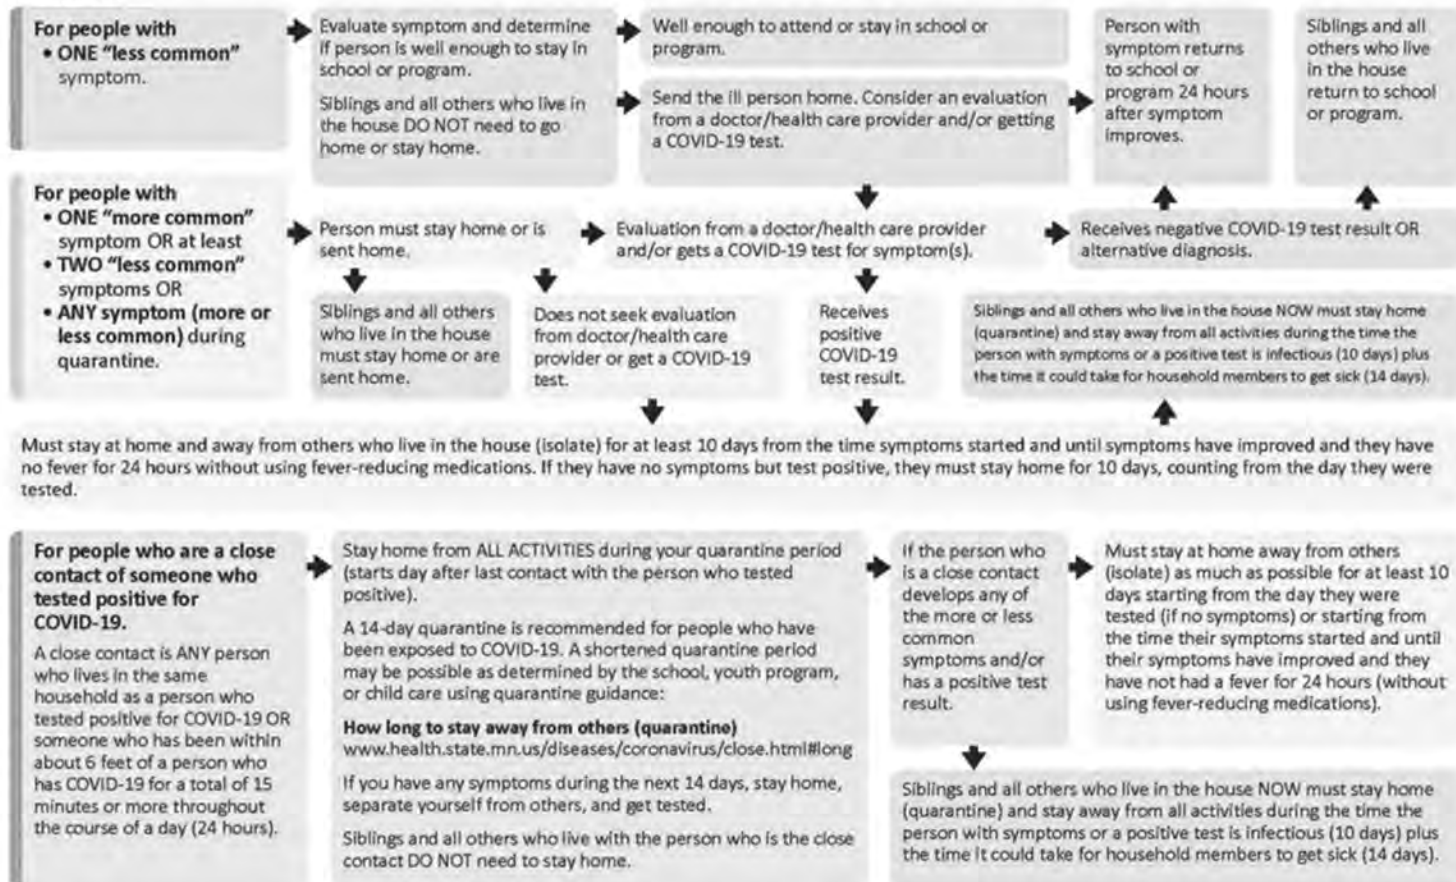 For people with
• ONE “less common”
symptom.
Evaluate symptom and determine
if person is well enough to stay in
school or program.
Siblings and all others who live in
the house DO NOT need to go
home or stay home.
Well enough to attend or stay in school or
program.
Send the ill person home. Consider an evaluation
from a doctor/health care provider and/or getting
a COVID-19 test.
Person with
symptom returns
to school or
program 24 hours
after symptom
improves.
Siblings and all
others who live
in the house
return to school
or program.
For people with
• ONE “more common”
symptom OR at least
• TWO “less common”
symptoms OR
• ANY symptom (more or
less common) during
quarantine.
Person must stay home or is
sent home.
Evaluation from a doctor/health care provider
and/or gets a COVID-19 test for symptom(s).
Receives negative COVID-19 test result OR
alternative diagnosis.
Siblings and all others
who live in the house
must stay home or are
sent home.
Does not seek evaluation
from doctor/health care
provider or get a COVID-19
test.
Receives
positive
COVID-19
test result.
Siblings and all others who live in the house NOW must stay home
(quarantine) and stay away from all activities during the time the
person with symptoms or a positive test is infectious (10 days) plus
the time it could take for household members to get sick (14 days).
Must stay at home and away from others who live in the house (isolate) for at least 10 days from the time symptoms started and until symptoms have improved and they have
no fever for 24 hours without using fever-reducing medications. If they have no symptoms but test positive, they must stay home for 10 days, counting from the day they were
tested.
For people who are a close
contact of someone who
tested positive for
COVID-19.
A close contact is ANY person
who lives in the same
household as a person who
tested positive for COVID-19 OR
someone who has been within
about 6 feet of a person who
has COVID-19 for a total of 15
minutes or more throughout
the course of a day (24 hours).
Stay home from ALL ACTIVITIES during your quarantine period
(starts day after last contact with the person who tested
positive).
A 14-day quarantine is recommended for people who have
been exposed to COVID-19. A shortened quarantine period
may be possible as determined by the school, youth program,
or child care using quarantine guidance:
How long to stay away from others (quarantine)
www.health.state.mn.us/diseases/coronavirus/close.html#long
If you have any symptoms during the next 14 days, stay home,
separate yourself from others, and get tested.
Siblings and all others who live with the person who is the close
contact DO NOT need to stay home.
If the person who
is a close contact
develops any of
the more or less
common
symptoms and/or
has a positive test
result.
Must stay at home away from others
(isolate) as much as possible for at least 10
days starting from the day they were
tested (if no symptoms) or starting from
the time their symptoms started and until
their symptoms have improved and they
have not had a fever for 24 hours (without
using fever-reducing medications).
Siblings and all others who live in the house NOW must stay home
(quarantine) and stay away from all activities during the time the
person with symptoms or a positive test is infectious (10 days) plus
the time it could take for household members to get sick (14 days).